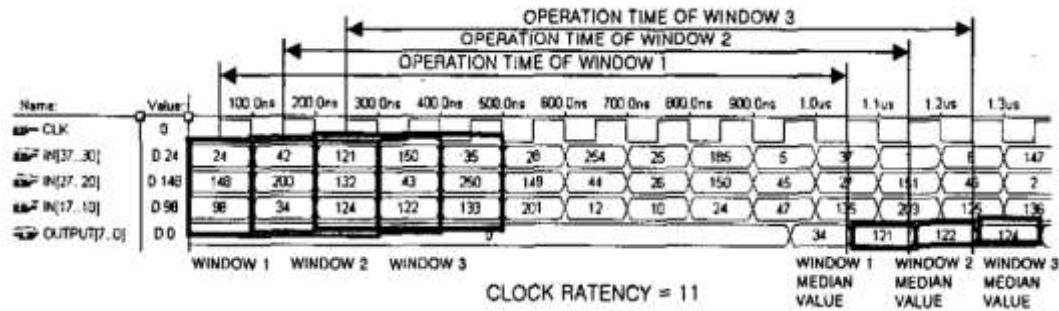 OPERATION TIME OF WINDOW 3
OPERATION TIME OF WINDOW 2
OPERATION TIME OF WINDOW 1
Name: Value: 100.0ns 200.0ns 300.0ns 400.0ns 500.0ns 600.0ns 700.0ns 800.0ns 900.0ns 1.0us 1.1us 1.2us 1.3us
CLK 0
IN[37..30] D 24 24 42 121 150 35 26 254 25 185 5 37 6 147
IN[27..20] D 148 148 200 132 43 250 149 44 26 150 45 27 151 45 2
IN[17..10] D 98 98 34 124 122 133 201 12 10 24 47 135 203 125 136
OUTPUT[7..0] D 0 0 34 121 122 124
WINDOW 1 WINDOW 2 WINDOW 3 WINDOW 1 MEDIAN VALUE WINDOW 2 MEDIAN VALUE WINDOW 3 MEDIAN VALUE
CLOCK RATENCY = 11